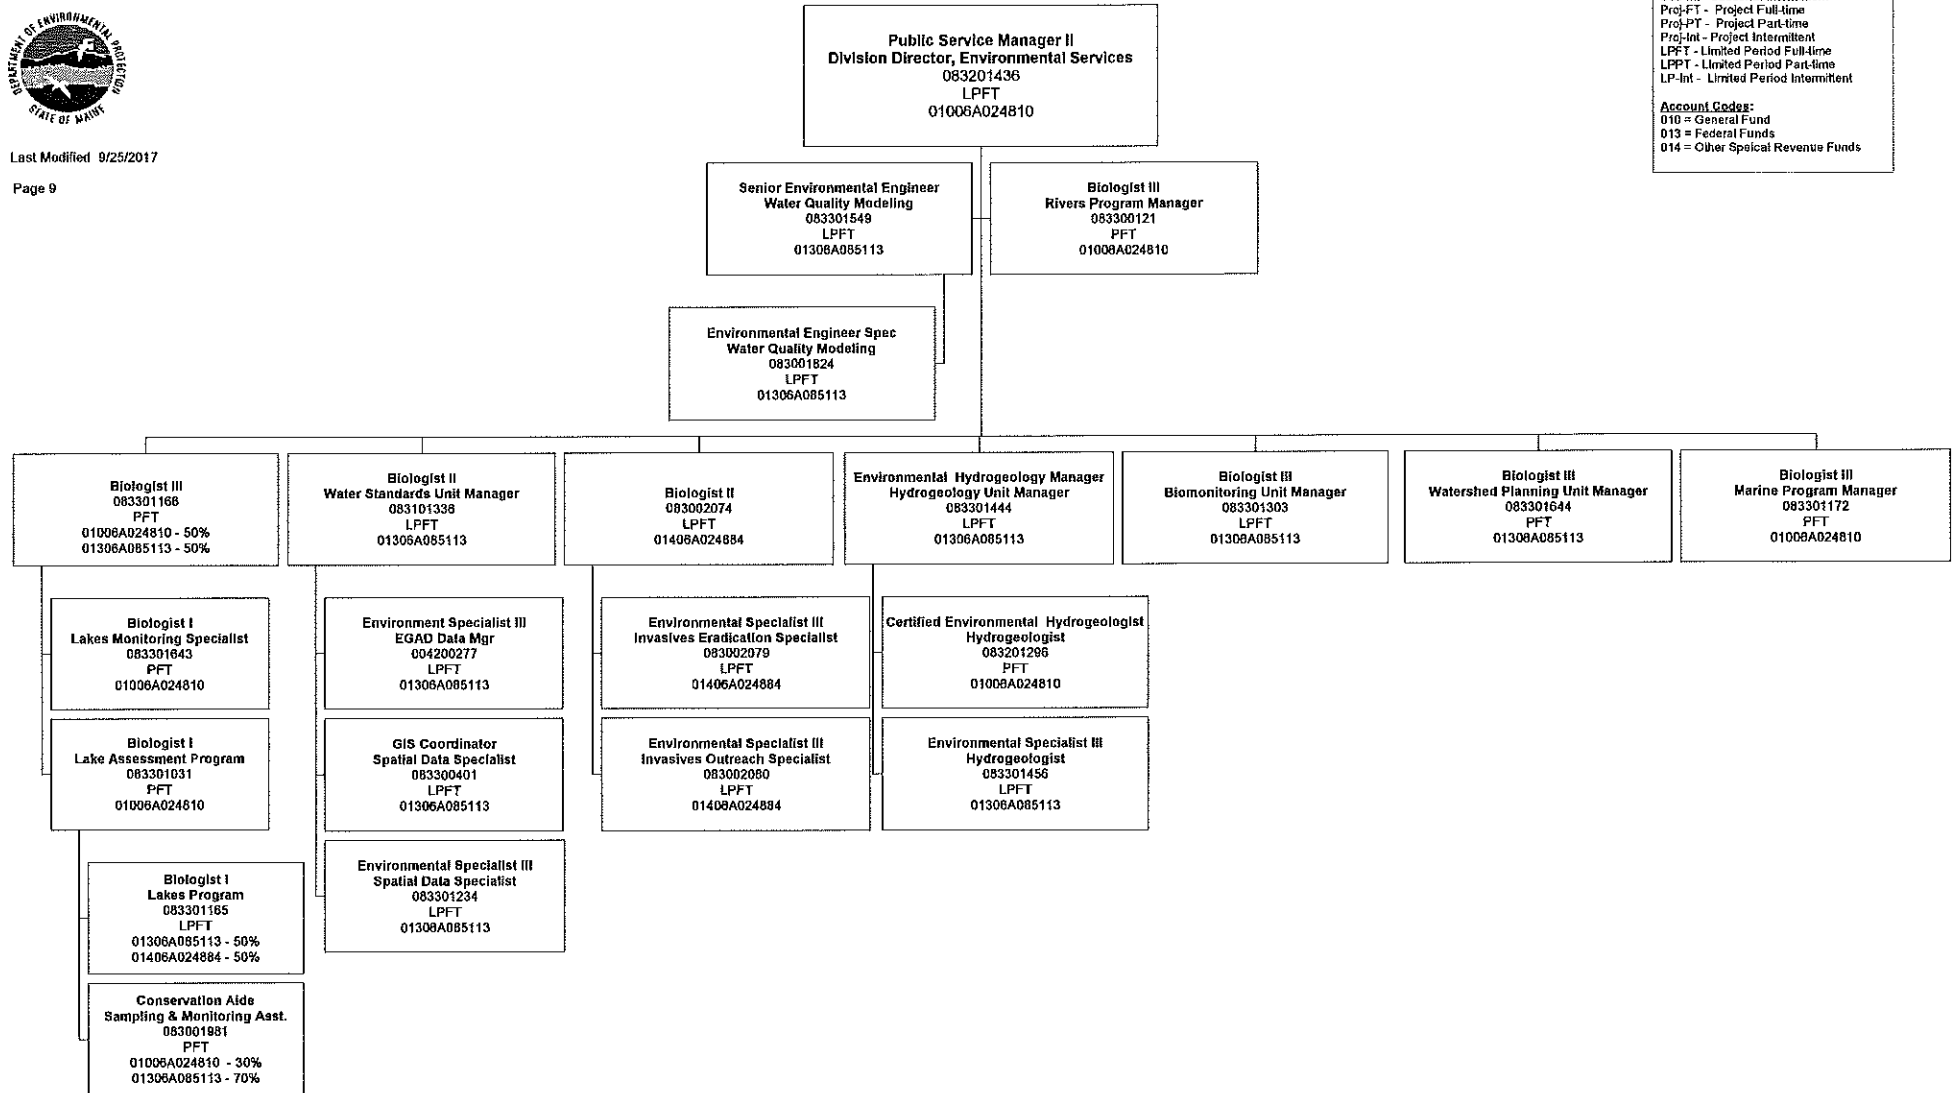 DEPARTMENT OF ENVIRONMENTAL PROTECTION
STATE OF MAINE
Last Modified 9/25/2017
Page 9
Proj-FT - Project Full-time
Proj-PT - Project Part-time
Proj-Int - Project Intermittent
LPFT - Limited Period Full-time
LPPT - Limited Period Part-time
LP-Int - Limited Period Intermittent
Account Codes:
010 = General Fund
013 = Federal Funds
014 = Other Speical Revenue Funds
Public Service Manager II
Division Director, Environmental Services
083201436
LPFT
01006A024810
Senior Environmental Engineer
Water Quality Modeling
083301549
LPFT
01306A085113
Biologist III
Rivers Program Manager
083300121
PFT
01006A024810
Environmental Engineer Spec
Water Quality Modeling
083001824
LPFT
01306A085113
Biologist III
083301168
PFT
01006A024810 - 50%
01306A085113 - 50%
Biologist II
Water Standards Unit Manager
083101336
LPFT
01306A085113
Biologist II
083002074
LPFT
01406A024884
Environmental Hydrogeology Manager
Hydrogeology Unit Manager
083301444
LPFT
01306A085113
Biologist III
Biomonitoring Unit Manager
083301303
LPFT
01306A085113
Biologist III
Watershed Planning Unit Manager
083301644
PFT
01306A085113
Biologist III
Marine Program Manager
083301172
PFT
01006A024810
Biologist I
Lakes Monitoring Specialist
083301643
PFT
01006A024810
Environment Specialist III
EGAD Data Mgr
004200277
LPFT
01306A085113
Environmental Specialist III
Invasives Eradication Specialist
083002079
LPFT
01406A024884
Certified Environmental Hydrogeologist
Hydrogeologist
083201296
PFT
01006A024810
Biologist I
Lake Assessment Program
083301031
PFT
01006A024810
GIS Coordinator
Spatial Data Specialist
083300401
LPFT
01306A085113
Environmental Specialist III
Invasives Outreach Specialist
083002080
LPFT
01406A024884
Environmental Specialist III
Hydrogeologist
083301456
LPFT
01306A085113
Biologist I
Lakes Program
083301165
LPFT
01306A085113 - 50%
01406A024884 - 50%
Environmental Specialist III
Spatial Data Specialist
083301234
LPFT
01306A085113
Conservation Aide
Sampling & Monitoring Asst.
083001981
PFT
01006A024810 - 30%
01306A085113 - 70%